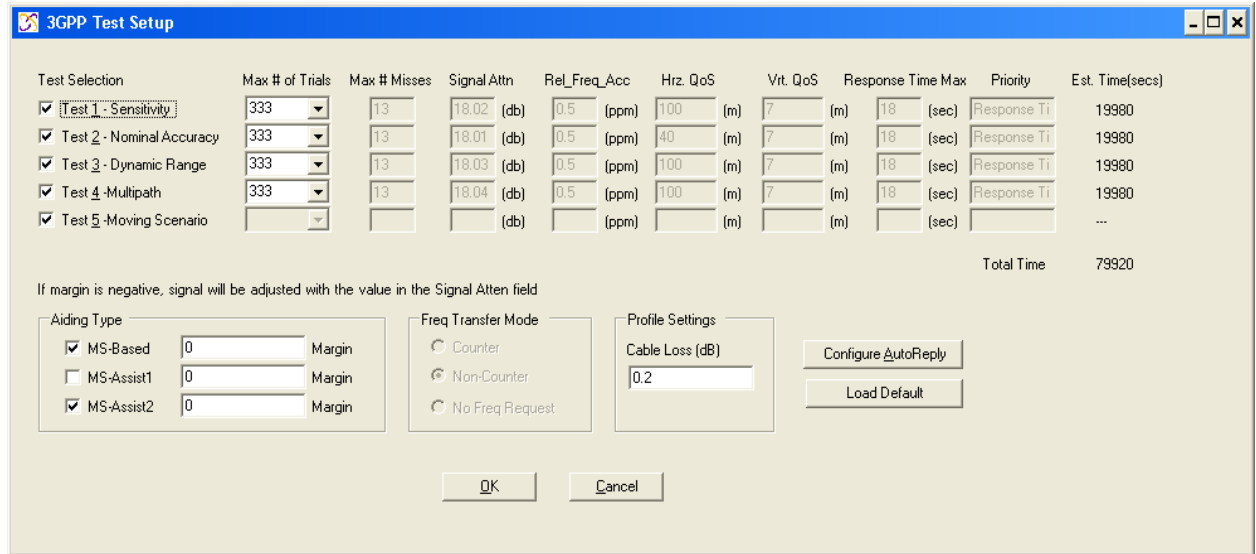 3GPP Test Setup
Test Selection Max # of Trials Max # Misses Signal Attn Rel_Freq_Acc Hrz. QoS Vrt. QoS Response Time Max Priority Est. Time(secs)
Test 1 - Sensitivity 333 13 18.02 (db) 0.5 (ppm) 100 (m) 7 (m) 18 (sec) Response Ti 19980
Test 2 - Nominal Accuracy 333 13 18.01 (db) 0.5 (ppm) 40 (m) 7 (m) 18 (sec) Response Ti 19980
Test 3 - Dynamic Range 333 13 18.03 (db) 0.5 (ppm) 100 (m) 7 (m) 18 (sec) Response Ti 19980
Test 4 -Multipath 333 13 18.04 (db) 0.5 (ppm) 100 (m) 7 (m) 18 (sec) Response Ti 19980
Test 5 -Moving Scenario (db) (ppm) (m) (m) (sec) ---
Total Time 79920
If margin is negative, signal will be adjusted with the value in the Signal Atten field
Aiding Type Freq Transfer Mode Profile Settings
MS-Based 0 Margin Counter Cable Loss (dB) Configure AutoReply
MS-Assist1 0 Margin Non-Counter 0.2 Load Default
MS-Assist2 0 Margin No Freq Request
OK Cancel